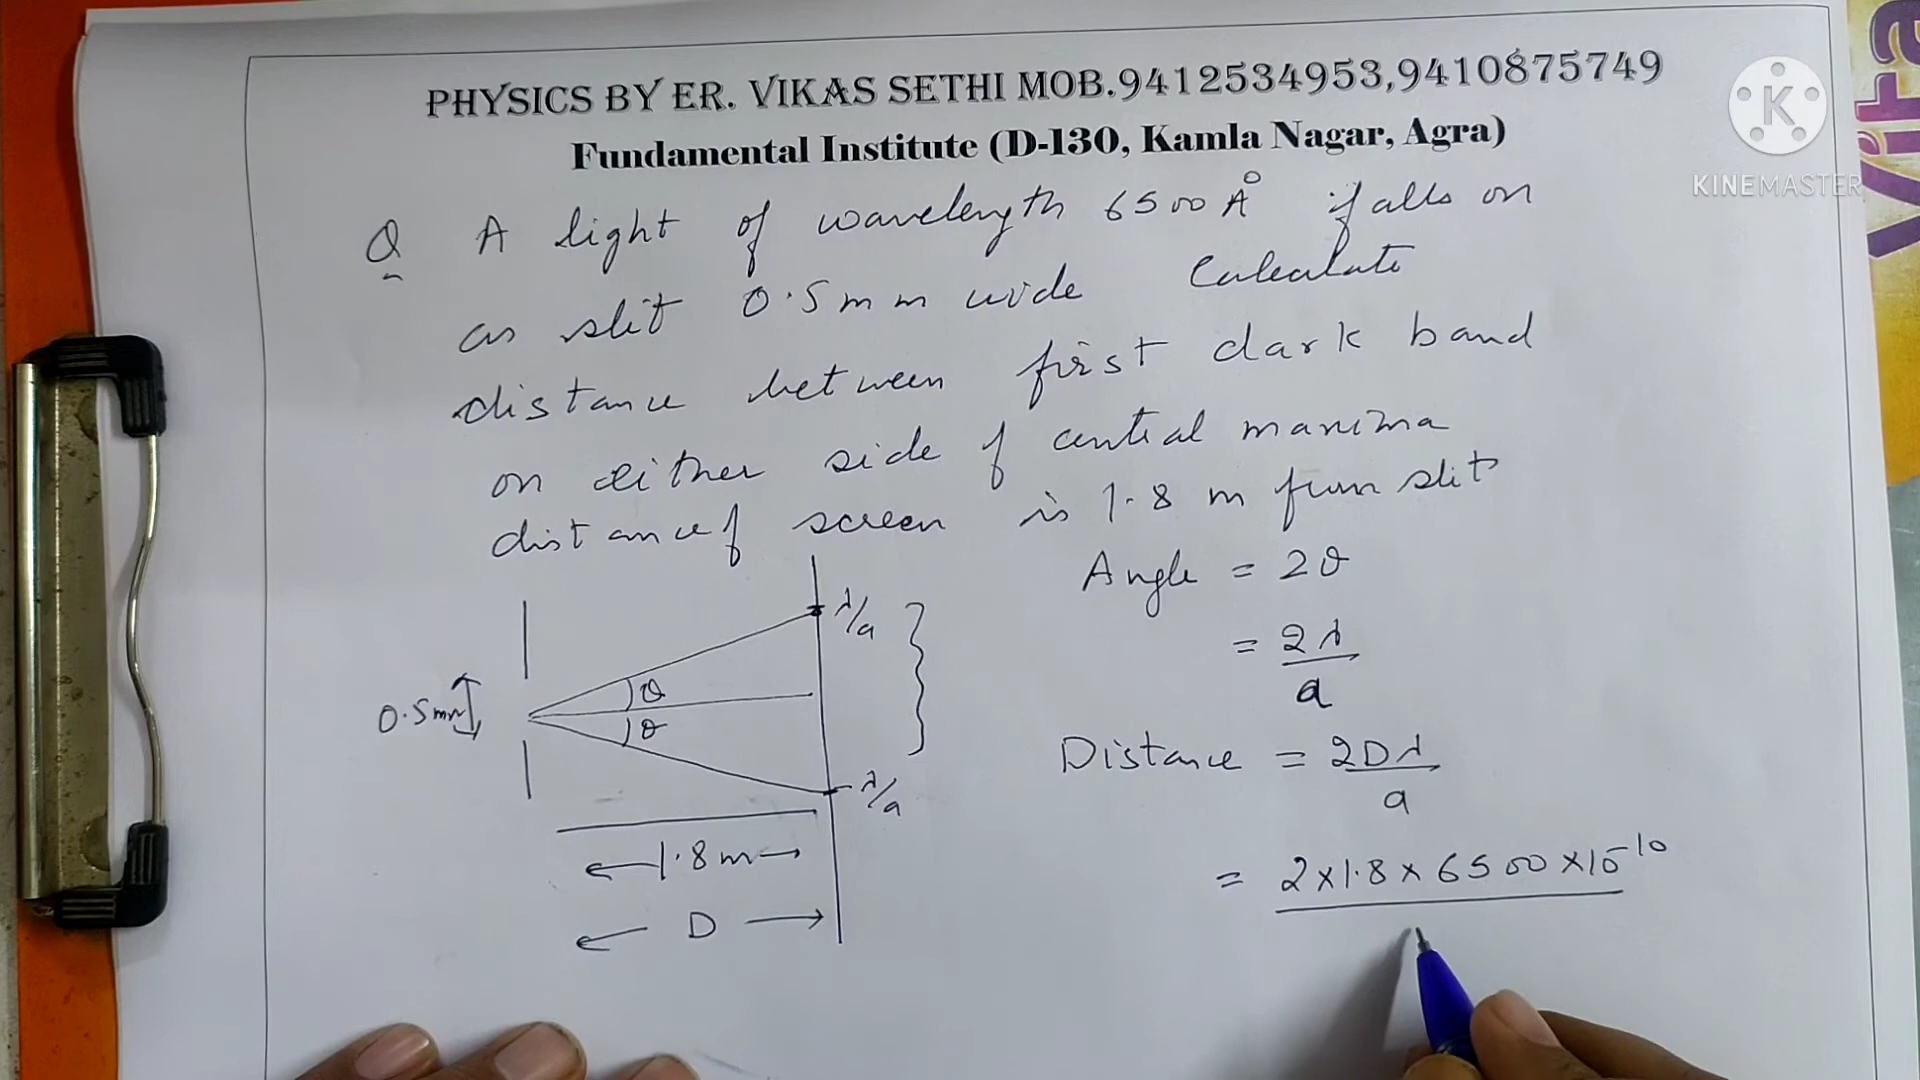 PHYSICS BY ER. VIKAS SETHI MOB.9412534953,9410875749
Fundamental Institute (D-130, Kamla Nagar, Agra)
K
KINEMASTER
Vita
Q A light of wavelength 6500 Å falls on
as slit 0.5mm wide Calculate
distance between first dark band
on either side of central maxima
distance of screen is 1.8 m from slit
Angle = 2θ
= 2λ/a
Distance = 2Dλ/a
= 2×1.8×6500×10⁻¹⁰
λ/a
θ
θ
0.5mm
λ/a
1.8m
D